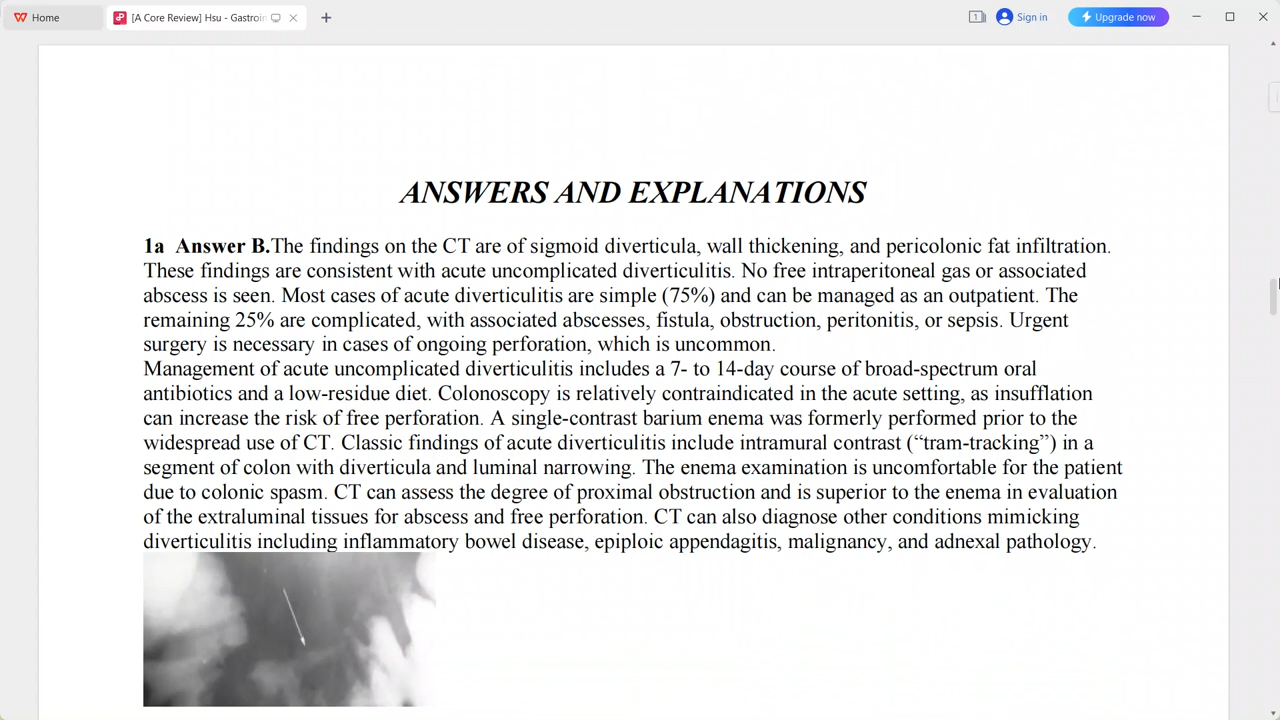 Home
[A Core Review] Hsu - Gastroin
1
Sign in
Upgrade now
ANSWERS AND EXPLANATIONS
1a Answer B.The findings on the CT are of sigmoid diverticula, wall thickening, and pericolonic fat infiltration.
These findings are consistent with acute uncomplicated diverticulitis. No free intraperitoneal gas or associated
abscess is seen. Most cases of acute diverticulitis are simple (75%) and can be managed as an outpatient. The
remaining 25% are complicated, with associated abscesses, fistula, obstruction, peritonitis, or sepsis. Urgent
surgery is necessary in cases of ongoing perforation, which is uncommon.
Management of acute uncomplicated diverticulitis includes a 7- to 14-day course of broad-spectrum oral
antibiotics and a low-residue diet. Colonoscopy is relatively contraindicated in the acute setting, as insufflation
can increase the risk of free perforation. A single-contrast barium enema was formerly performed prior to the
widespread use of CT. Classic findings of acute diverticulitis include intramural contrast (“tram-tracking”) in a
segment of colon with diverticula and luminal narrowing. The enema examination is uncomfortable for the patient
due to colonic spasm. CT can assess the degree of proximal obstruction and is superior to the enema in evaluation
of the extraluminal tissues for abscess and free perforation. CT can also diagnose other conditions mimicking
diverticulitis including inflammatory bowel disease, epiploic appendagitis, malignancy, and adnexal pathology.